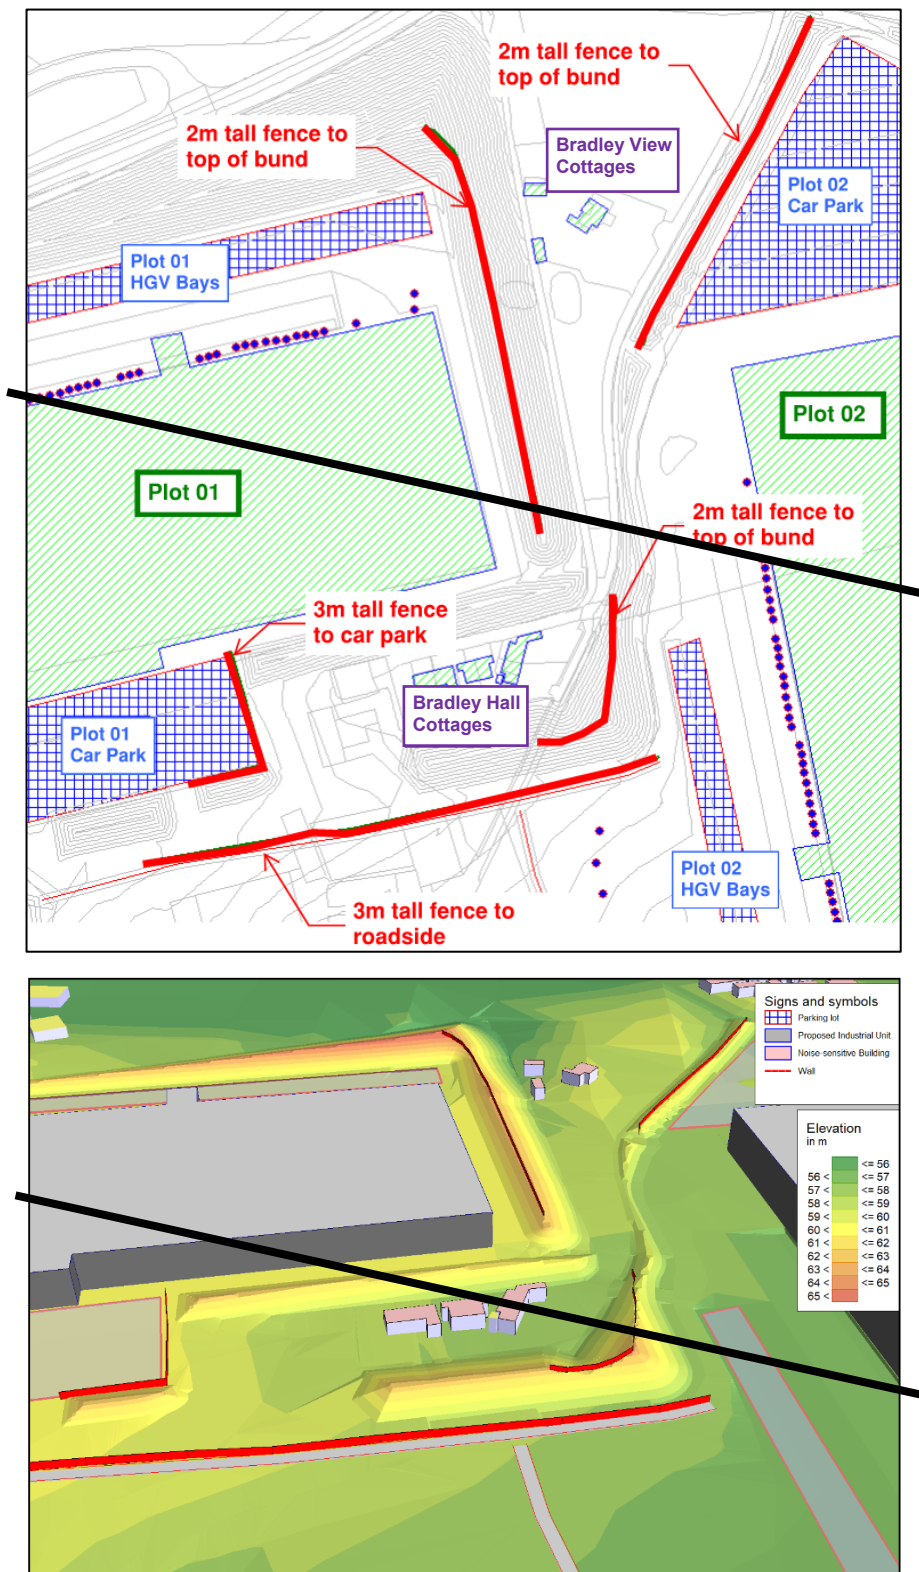 2m tall fence to
top of bund
2m tall fence to
top of bund
Bradley View
Cottages
Plot 02
Car Park
Plot 01
HGV Bays
Plot 02
Plot 01
2m tall fence to
top of bund
3m tall fence
to car park
Bradley Hall
Cottages
Plot 01
Car Park
Plot 02
HGV Bays
3m tall fence to
roadside
Signs and symbols
Parking lot
Proposed Industrial Unit
Noise-sensitive Building
Wall
Elevation
in m
<= 56
56 < <= 57
57 < <= 58
58 < <= 59
59 < <= 60
60 < <= 61
61 < <= 62
62 < <= 63
63 < <= 64
64 < <= 65
65 <